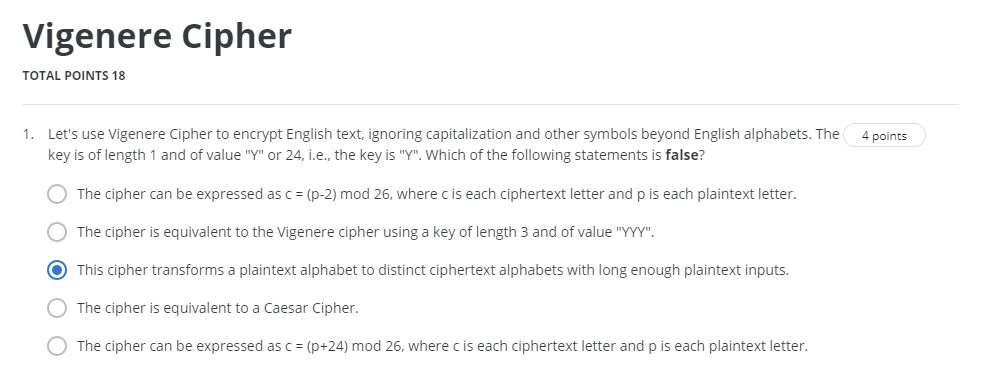 Vigenere Cipher
TOTAL POINTS 18
1. Let's use Vigenere Cipher to encrypt English text, ignoring capitalization and other symbols beyond English alphabets. The 4 points
key is of length 1 and of value "Y" or 24, i.e., the key is "Y". Which of the following statements is false?
The cipher can be expressed as c = (p-2) mod 26, where c is each ciphertext letter and p is each plaintext letter.
The cipher is equivalent to the Vigenere cipher using a key of length 3 and of value "YYY".
This cipher transforms a plaintext alphabet to distinct ciphertext alphabets with long enough plaintext inputs.
The cipher is equivalent to a Caesar Cipher.
The cipher can be expressed as c = (p+24) mod 26, where c is each ciphertext letter and p is each plaintext letter.